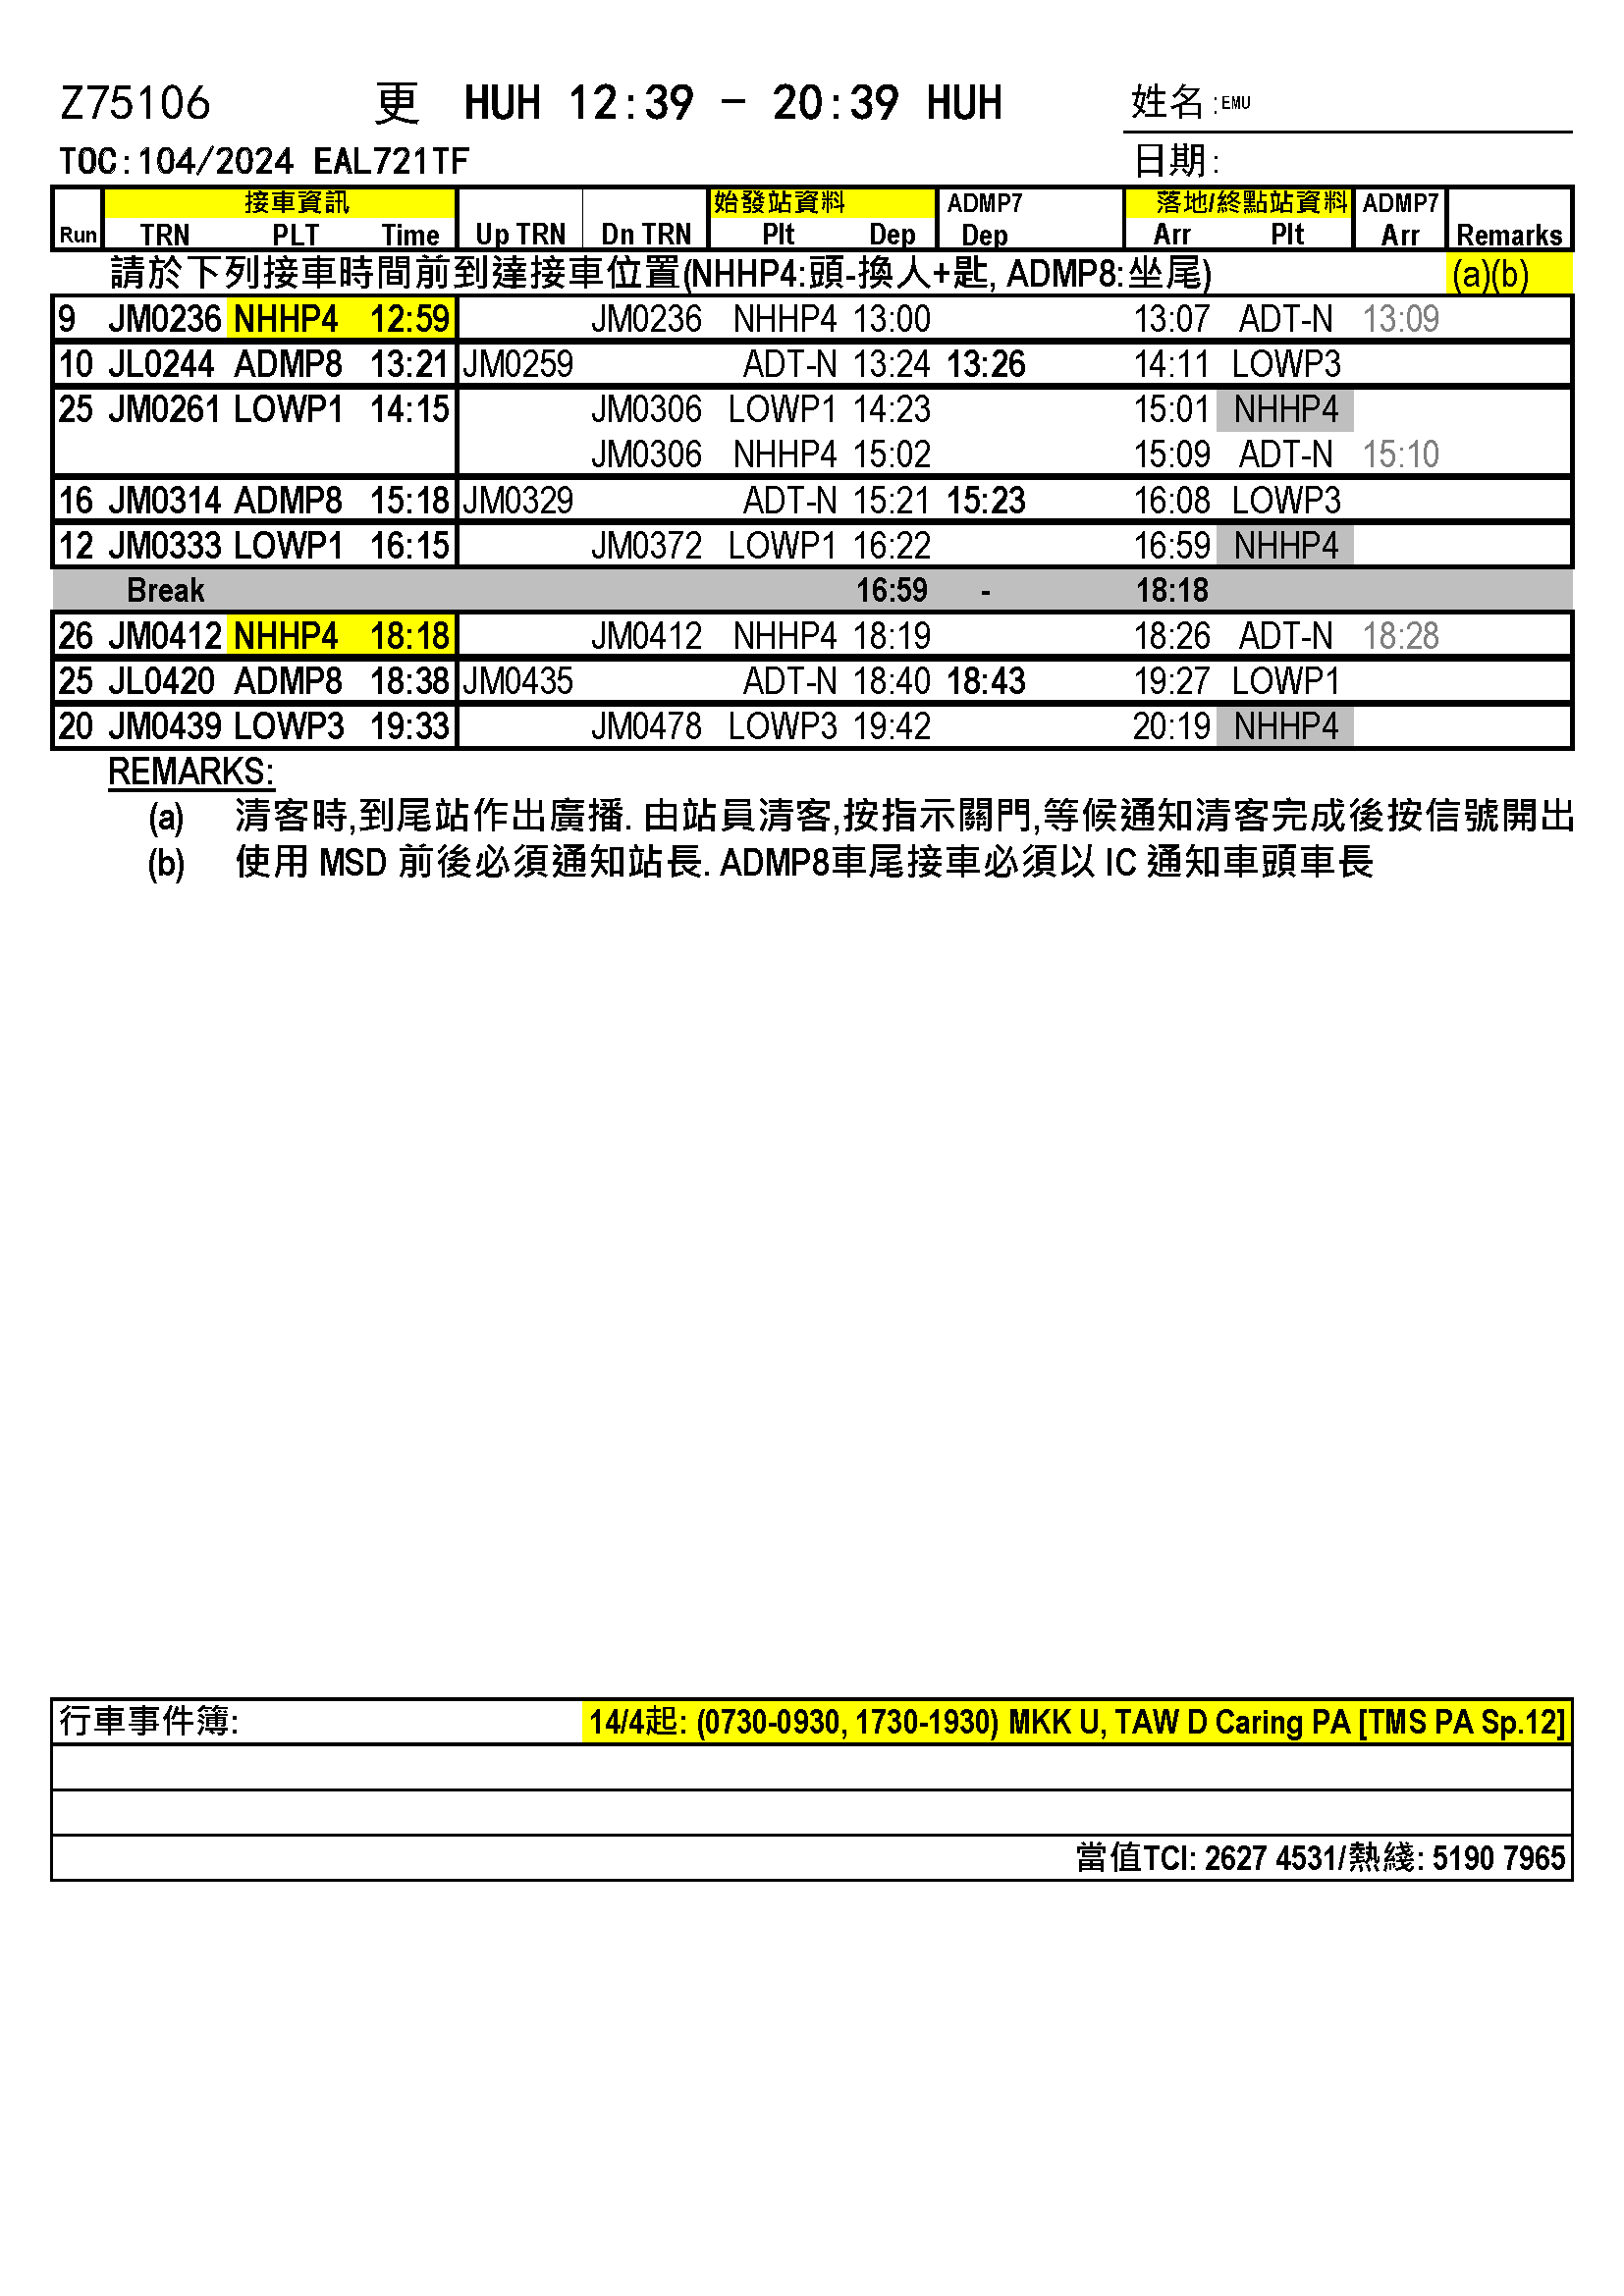 Z75106 更 HUH 12:39 - 20:39 HUH 姓名:EMU
TOC:104/2024 EAL721TF 日期:
接車資訊 始發站資料 ADMP7 落地/終點站資料 ADMP7
Run TRN PLT Time Up TRN Dn TRN Plt Dep Dep Arr Plt Arr Remarks
請於下列接車時間前到達接車位置(NHHP4:頭-換人+匙, ADMP8:坐尾) (a)(b)
9 JM0236 NHHP4 12:59 JM0236 NHHP4 13:00 13:07 ADT-N 13:09
10 JL0244 ADMP8 13:21 JM0259 ADT-N 13:24 13:26 14:11 LOWP3
25 JM0261 LOWP1 14:15 JM0306 LOWP1 14:23 15:01 NHHP4
JM0306 NHHP4 15:02 15:09 ADT-N 15:10
16 JM0314 ADMP8 15:18 JM0329 ADT-N 15:21 15:23 16:08 LOWP3
12 JM0333 LOWP1 16:15 JM0372 LOWP1 16:22 16:59 NHHP4
Break 16:59 - 18:18
26 JM0412 NHHP4 18:18 JM0412 NHHP4 18:19 18:26 ADT-N 18:28
25 JL0420 ADMP8 18:38 JM0435 ADT-N 18:40 18:43 19:27 LOWP1
20 JM0439 LOWP3 19:33 JM0478 LOWP3 19:42 20:19 NHHP4
REMARKS:
(a) 清客時,到尾站作出廣播. 由站員清客,按指示關門,等候通知清客完成後按信號開出
(b) 使用 MSD 前後必須通知站長. ADMP8車尾接車必須以 IC 通知車頭車長
行車事件簿: 14/4起: (0730-0930, 1730-1930) MKK U, TAW D Caring PA [TMS PA Sp.12]
當值TCI: 2627 4531/熱綫: 5190 7965